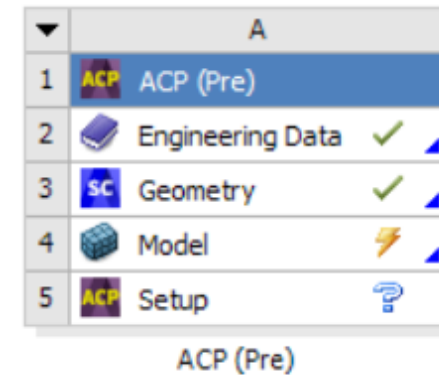 A
1 ACP ACP (Pre)
2 Engineering Data
3 SC Geometry
4 Model
5 ACP Setup ?
ACP (Pre)